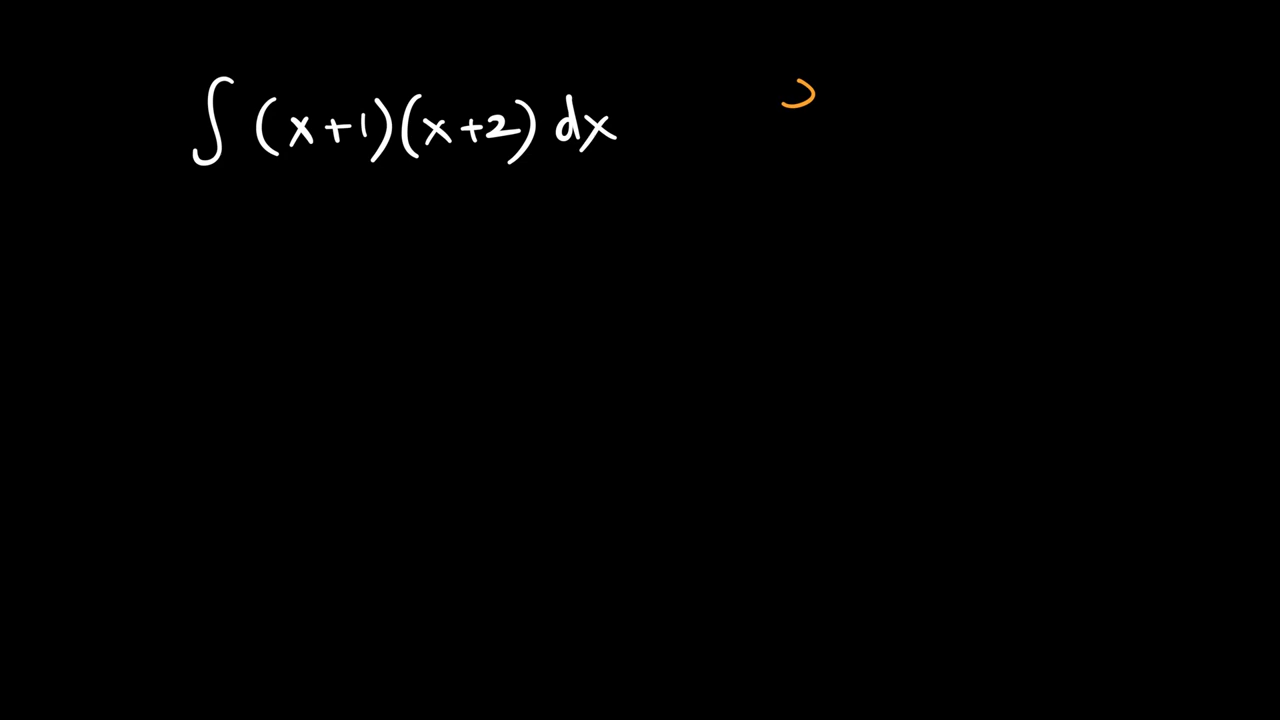 ∫ (x+1)(x+2) dx